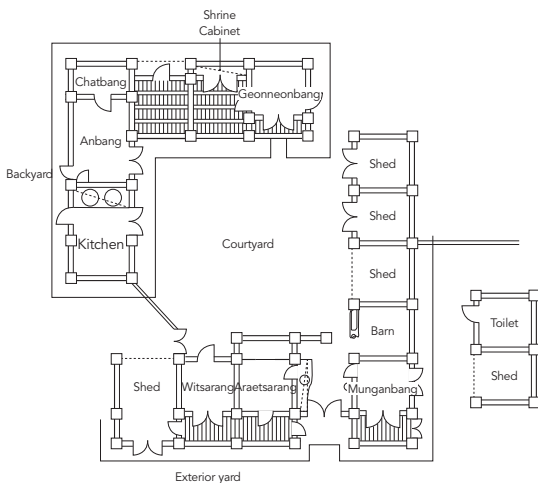 Shrine
Cabinet
Chatbang
Geonneonbang
Anbang
Shed
Backyard
Shed
Kitchen
Courtyard
Shed
Toilet
Barn
Shed
Witsarang
Araetsarang
Munganbang
Shed
Exterior yard